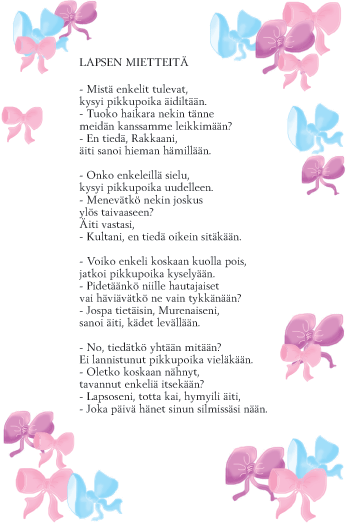 LAPSEN MIETTEITÄ
- Mistä enkelit tulevat,
kysyi pikkupoika äidiltään.
- Tuoko haikara nekin tänne
meidän kanssamme leikkimään?
- En tiedä, Rakkaani,
äiti sanoi hieman hämillään.
- Onko enkeleillä sielu,
kysyi pikkupoika uudelleen.
- Menevätkö nekin joskus
ylös taivaaseen?
Äiti vastasi,
- Kultani, en tiedä oikein sitäkään.
- Voiko enkeli koskaan kuolla pois,
jatkoi pikkupoika kyselyään.
- Pidetäänkö niille hautajaiset
vai häviävätkö ne vain tykkänään?
- Jospa tietäisin, Murenaiseni,
sanoi äiti, kädet levällään.
- No, tiedätkö yhtään mitään?
Ei lannistunut pikkupoika vieläkään.
- Oletko koskaan nähnyt,
tavannut enkeliä itsekään?
- Lapsoseni, totta kai, hymyili äiti,
- Joka päivä hänet sinun silmissäsi nään.